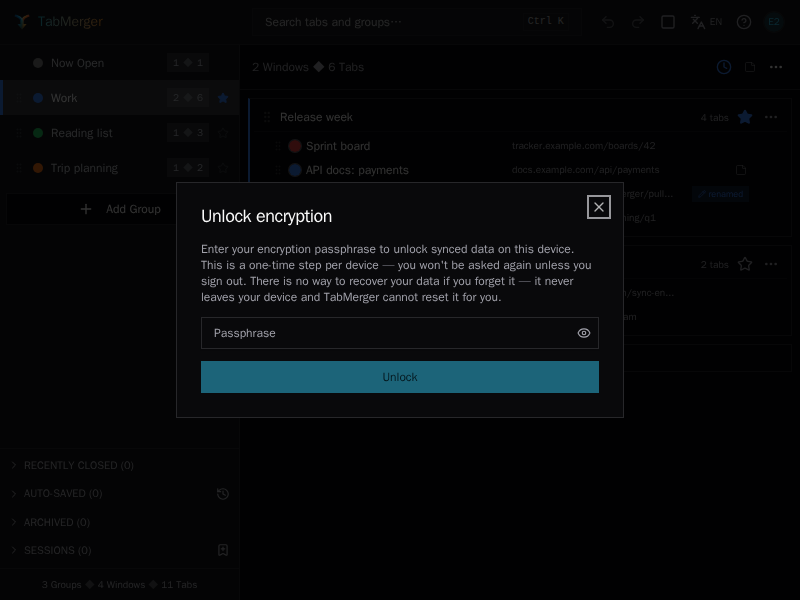 TabMerger
Search tabs and groups···
Ctrl K
EN
E2
Now Open
1 ◆ 1
Work
2 ◆ 6
Reading list
1 ◆ 3
Trip planning
1 ◆ 2
Add Group
2 Windows ◆ 6 Tabs
Release week
4 tabs
Sprint board
tracker.example.com/boards/42
API docs: payments
docs.example.com/api/payments
RENAMED
2 tabs
Unlock encryption
Enter your encryption passphrase to unlock synced data on this device.
This is a one-time step per device — you won't be asked again unless you
sign out. There is no way to recover your data if you forget it — it never
leaves your device and TabMerger cannot reset it for you.
Passphrase
Unlock
RECENTLY CLOSED (0)
AUTO-SAVED (0)
ARCHIVED (0)
SESSIONS (0)
3 Groups ◆ 4 Windows ◆ 11 Tabs